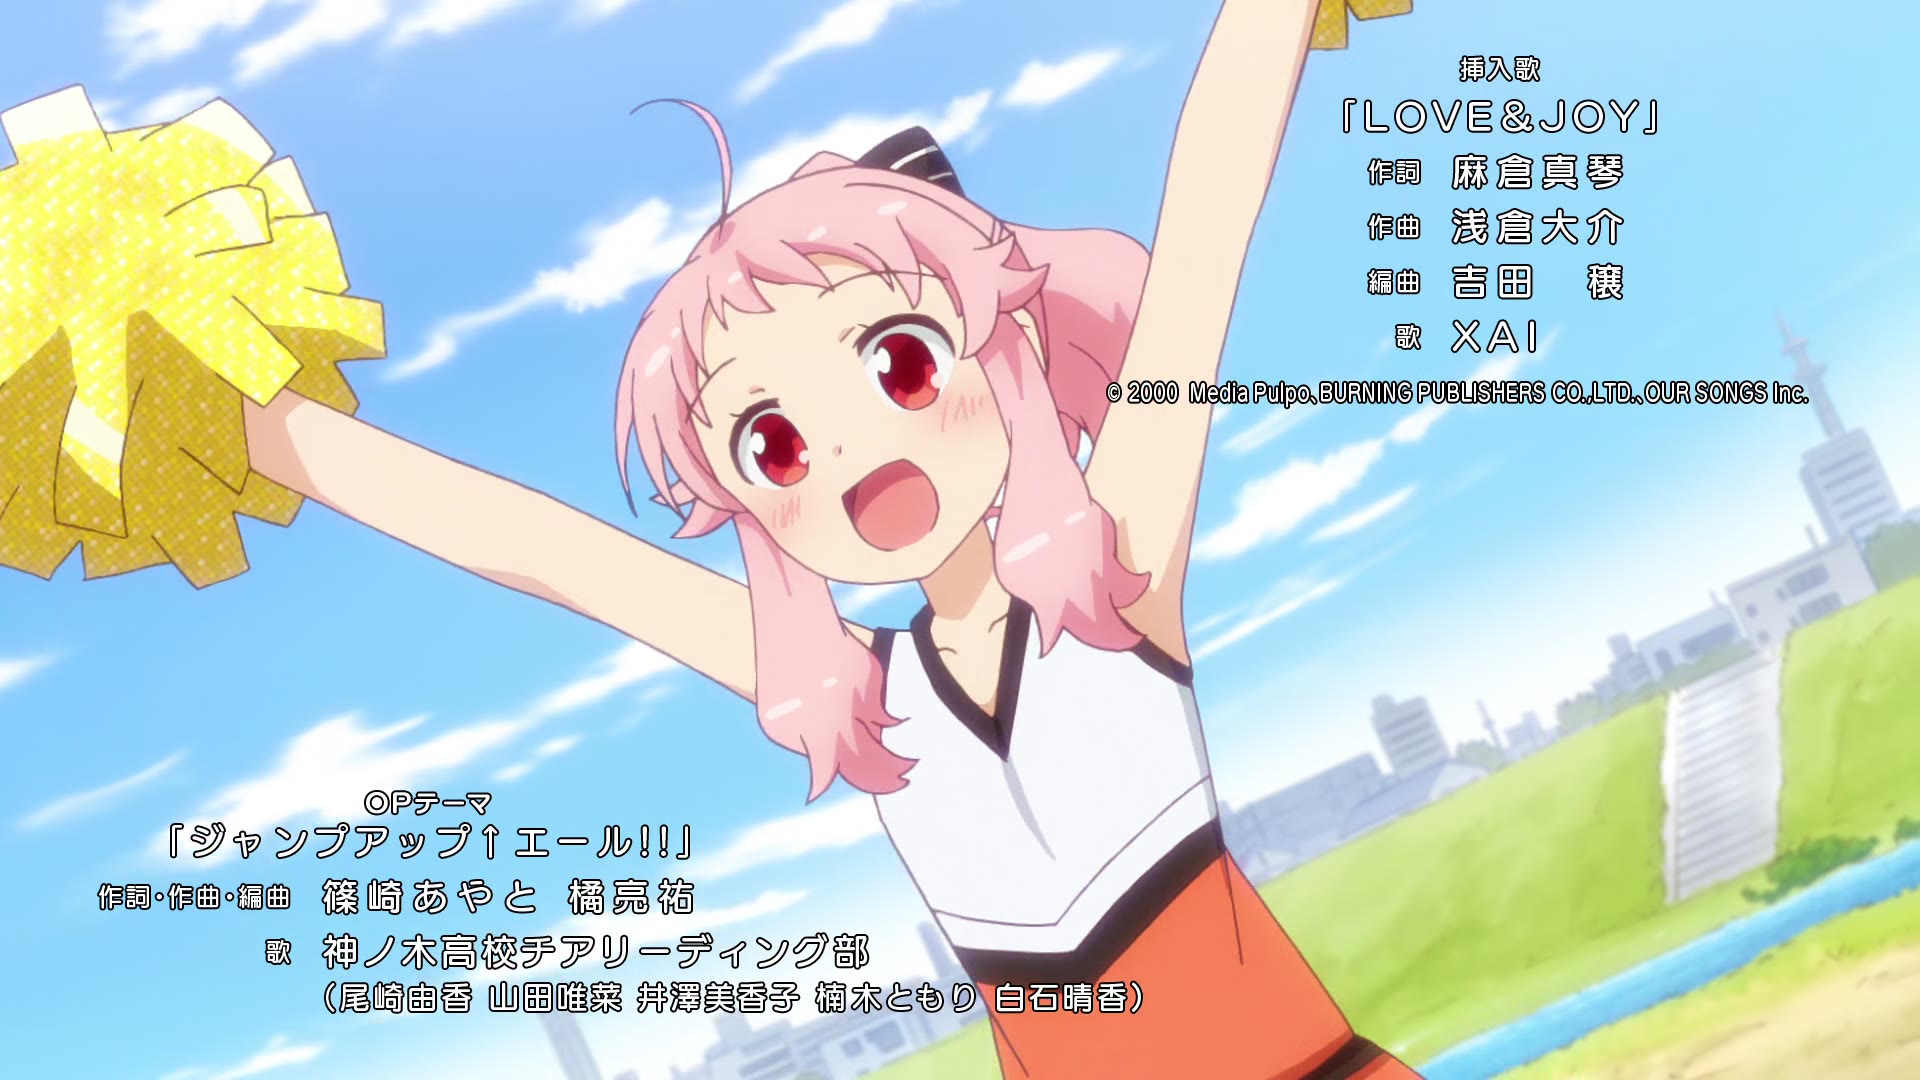 挿入歌
「LOVE&JOY」
作詞 麻倉真琴
作曲 浅倉大介
編曲 吉田 穣
歌 XAI
© 2000 Media Pulpo、BURNING PUBLISHERS CO.,LTD.、OUR SONGS Inc.
OPテーマ
「ジャンプアップ↑エール!!」
作詞・作曲・編曲 篠崎あやと 橘亮祐
歌 神ノ木高校チアリーディング部
(尾崎由香 山田唯菜 井澤美香子 楠木ともり 白石晴香)